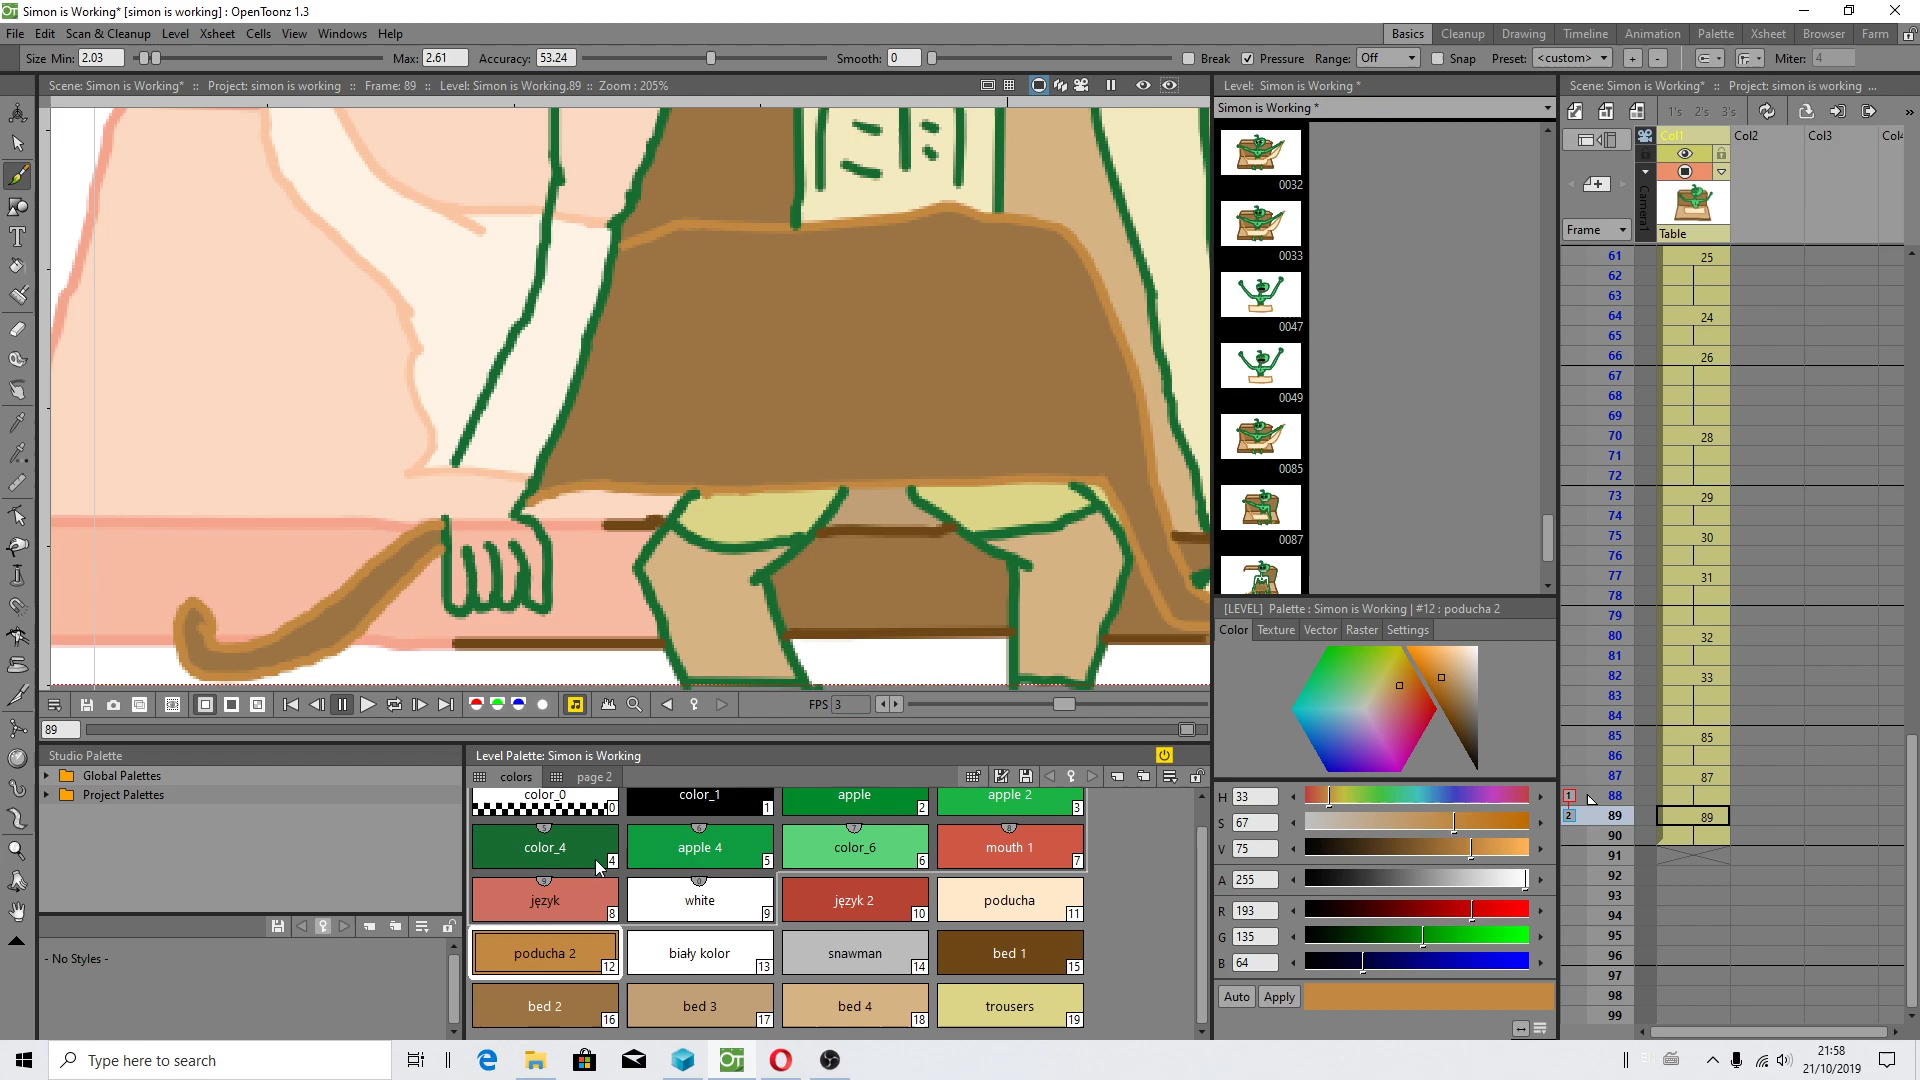 Simon is Working* [simon is working] : OpenToonz 1.3
File Edit Scan & Cleanup Level Xsheet Cells View Windows Help
Basics Cleanup Drawing Timeline Animation Palette Xsheet Browser Farm
Size Min: 2.03 Max: 2.61 Accuracy: 53.24 Smooth: 0 Break Pressure Range: Off Snap Preset: <custom> + - Miter: 4
Scene: Simon is Working* :: Project: simon is working :: Frame: 89 :: Level: Simon is Working.89 :: Zoom : 205%
Level: Simon is Working*
Scene: Simon is Working* :: Project: simon is working ...
Simon is Working *
1's 2's 3's
Col1 Col2 Col3
Camera1
Frame
Table
0032
0033
0047
0049
0085
0087
61 25
62
63
64 24
65
66 26
67
68
69
70 28
71
72
73 29
74
75 30
76
77 31
78
79
80 32
81
82 33
83
84
85 85
86
87 87
88
89 89
90
91
92
93
94
95
96
97
98
99
1
2
[LEVEL] Palette : Simon is Working | #12 : poducha 2
Color Texture Vector Raster Settings
H 33
S 67
V 75
A 255
R 193
G 135
B 64
Auto Apply
FPS 3
89
Studio Palette
Global Palettes
Project Palettes
- No Styles -
Level Palette: Simon is Working
colors page 2
color_0 0
color_1 1
apple 2
apple 2 3
5 color_4 4
6 apple 4 5
7 color_6 6
8 mouth 1 7
9 język 8
0 white 9
język 2 10
poducha 11
poducha 2 12
biały kolor 13
snawman 14
bed 1 15
bed 2 16
bed 3 17
bed 4 18
trousers 19
Type here to search
21:58
21/10/2019